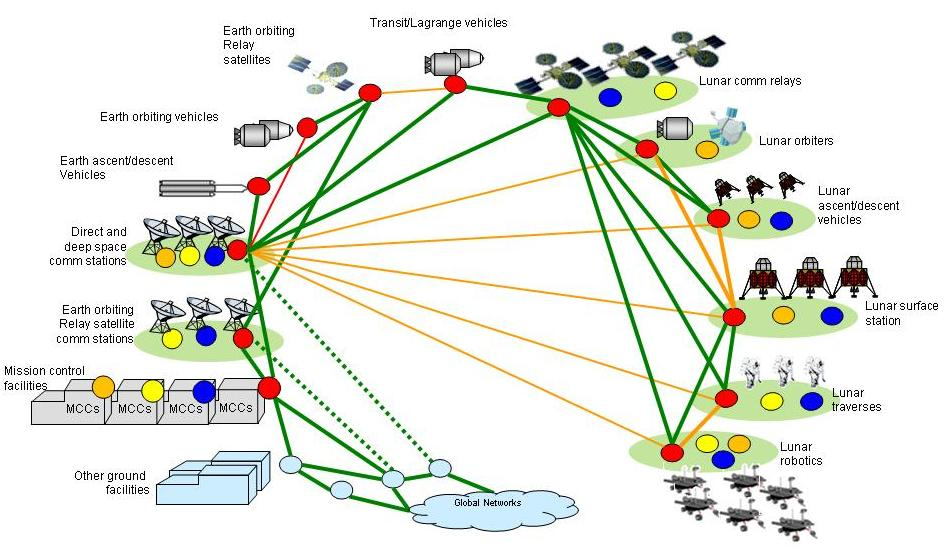 Transit/Lagrange vehicles
Earth orbiting
Relay
satellites
Lunar comm relays
Earth orbiting vehicles
Lunar orbiters
Earth ascent/descent
Vehicles
Lunar
ascent/descent
vehicles
Direct and
deep space
comm stations
Earth orbiting
Relay satellite
comm stations
Lunar surface
station
Mission control
facilities
MCCs
MCCs
MCCs
MCCs
Lunar
traverses
Lunar
robotics
Other ground
facilities
Global Networks